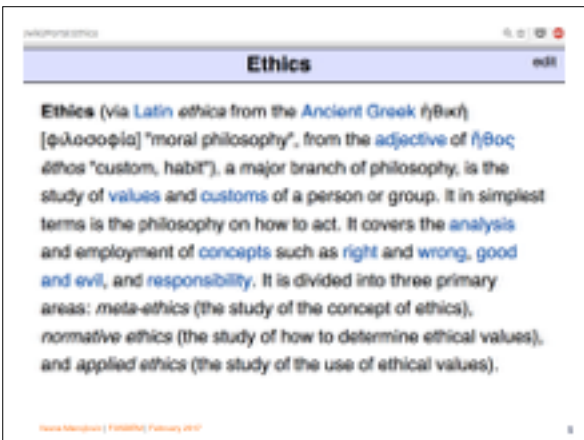 Ethics
edit
Ethics (via Latin ethica from the Ancient Greek ἠθική
[φιλοσοφία] "moral philosophy", from the adjective of ἦθος
ēthos "custom, habit"), a major branch of philosophy, is the
study of values and customs of a person or group. It in simplest
terms is the philosophy on how to act. It covers the analysis
and employment of concepts such as right and wrong, good
and evil, and responsibility. It is divided into three primary
areas: meta-ethics (the study of the concept of ethics),
normative ethics (the study of how to determine ethical values),
and applied ethics (the study of the use of ethical values).
February 2017